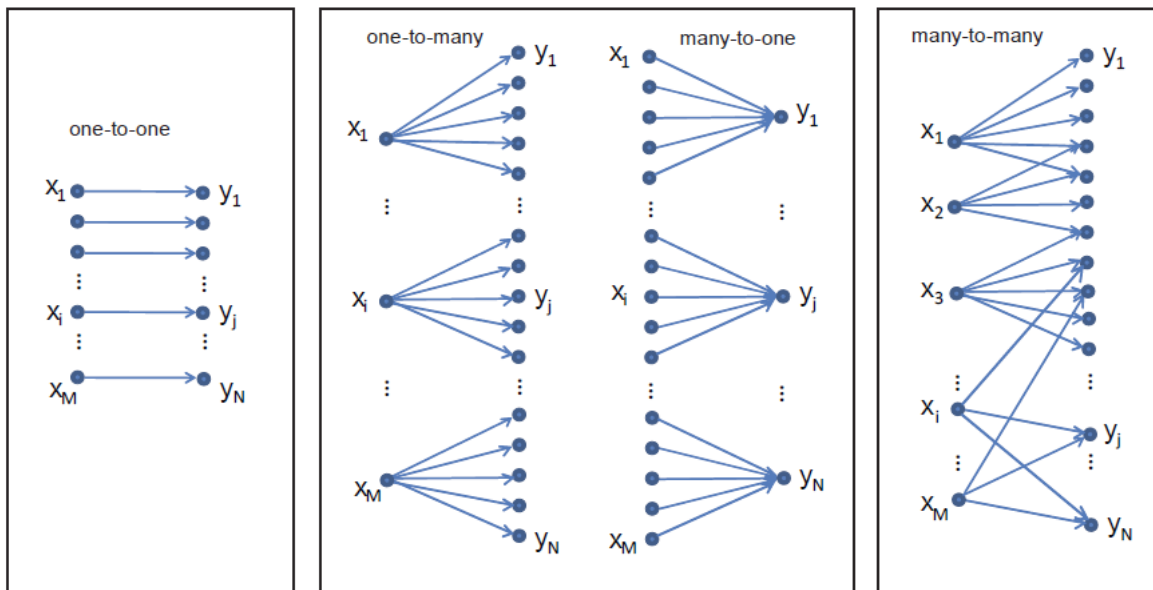 one-to-one
x1 y1
⋮ ⋮
xi yj
⋮ ⋮
xM yN
one-to-many
y1
x1
⋮ ⋮
xi yj
⋮ ⋮
xM
yN
many-to-one
x1
y1
⋮ ⋮
xi yj
⋮ ⋮
yN
xM
many-to-many
y1
x1
x2
x3
⋮ ⋮
xi
yj
⋮ ⋮
xM
yN